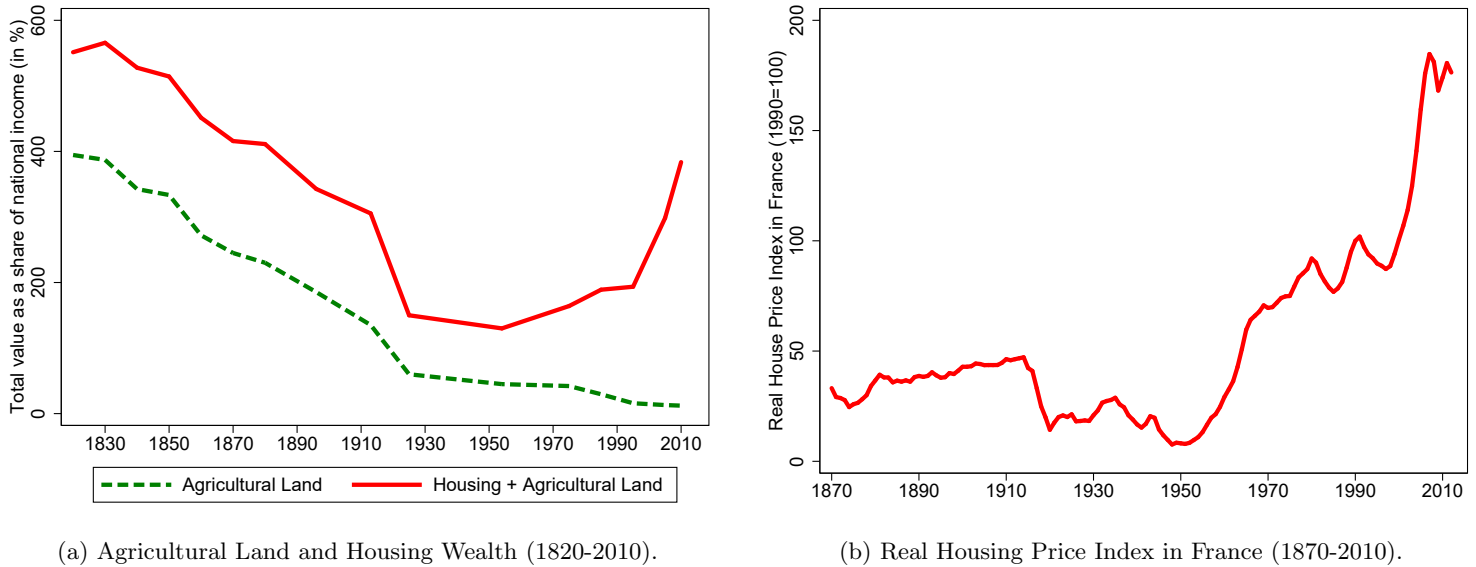 Total value as a share of national income (in %)
600
400
200
0
1830 1850 1870 1890 1910 1930 1950 1970 1990 2010
Agricultural Land Housing + Agricultural Land
(a) Agricultural Land and Housing Wealth (1820-2010).
Real House Price Index in France (1990=100)
200
150
100
50
0
1870 1890 1910 1930 1950 1970 1990 2010
(b) Real Housing Price Index in France (1870-2010).